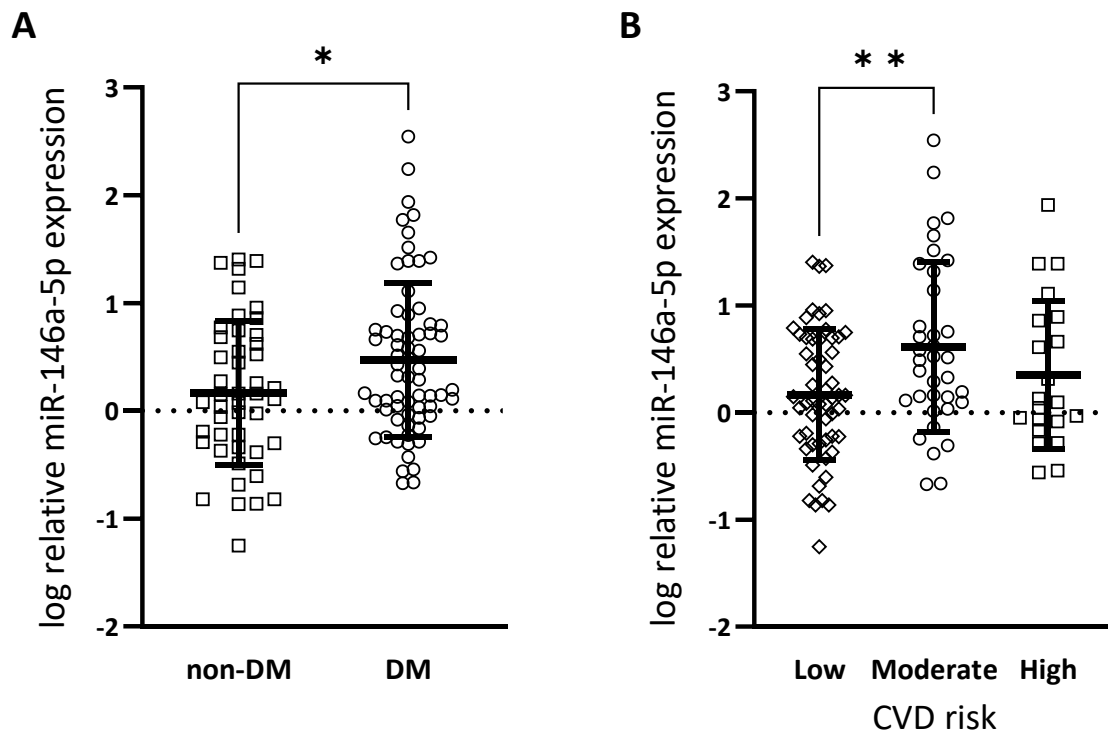 A
*
log relative miR-146a-5p expression
3
2
1
0
-1
-2
non-DM DM
B
* *
log relative miR-146a-5p expression
3
2
1
0
-1
-2
Low Moderate High
CVD risk